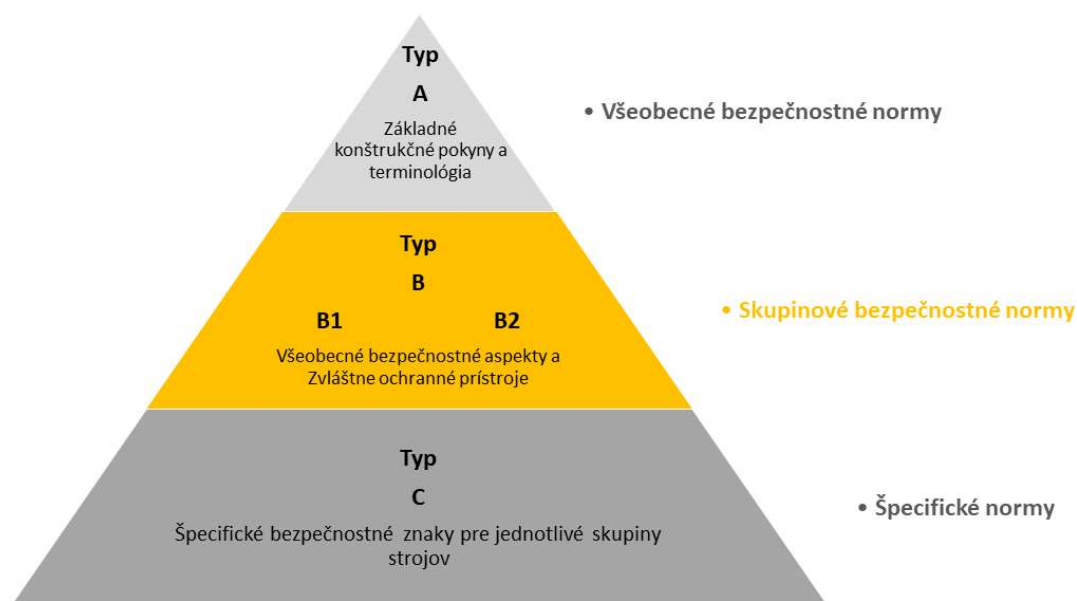 Typ
A
Základné
konštrukčné pokyny a
terminológia
• Všeobecné bezpečnostné normy
Typ
B
B1 B2
Všeobecné bezpečnostné aspekty a
Zvláštne ochranné prístroje
• Skupinové bezpečnostné normy
Typ
C
Špecifické bezpečnostné znaky pre jednotlivé skupiny
strojov
• Špecifické normy